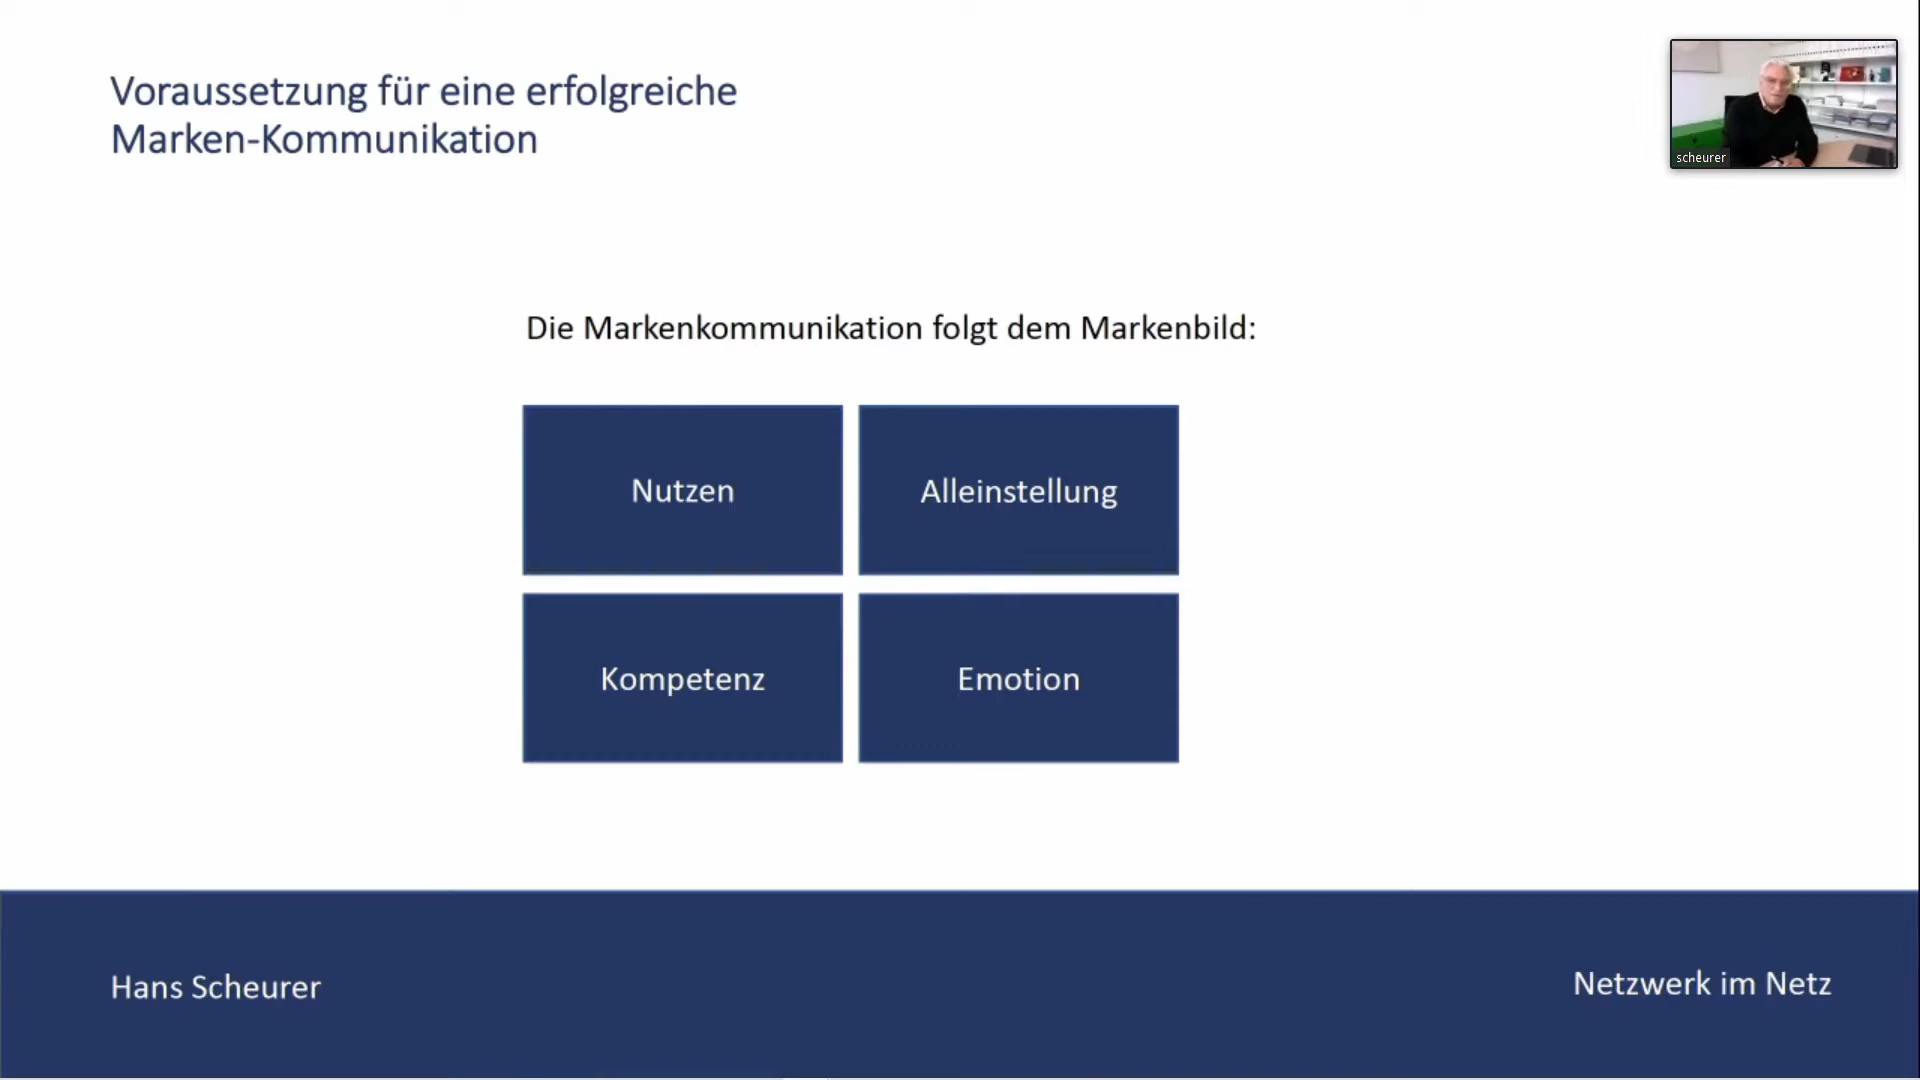 Voraussetzung für eine erfolgreiche
Marken-Kommunikation
scheurer
Die Markenkommunikation folgt dem Markenbild:
Nutzen
Alleinstellung
Kompetenz
Emotion
Hans Scheurer
Netzwerk im Netz